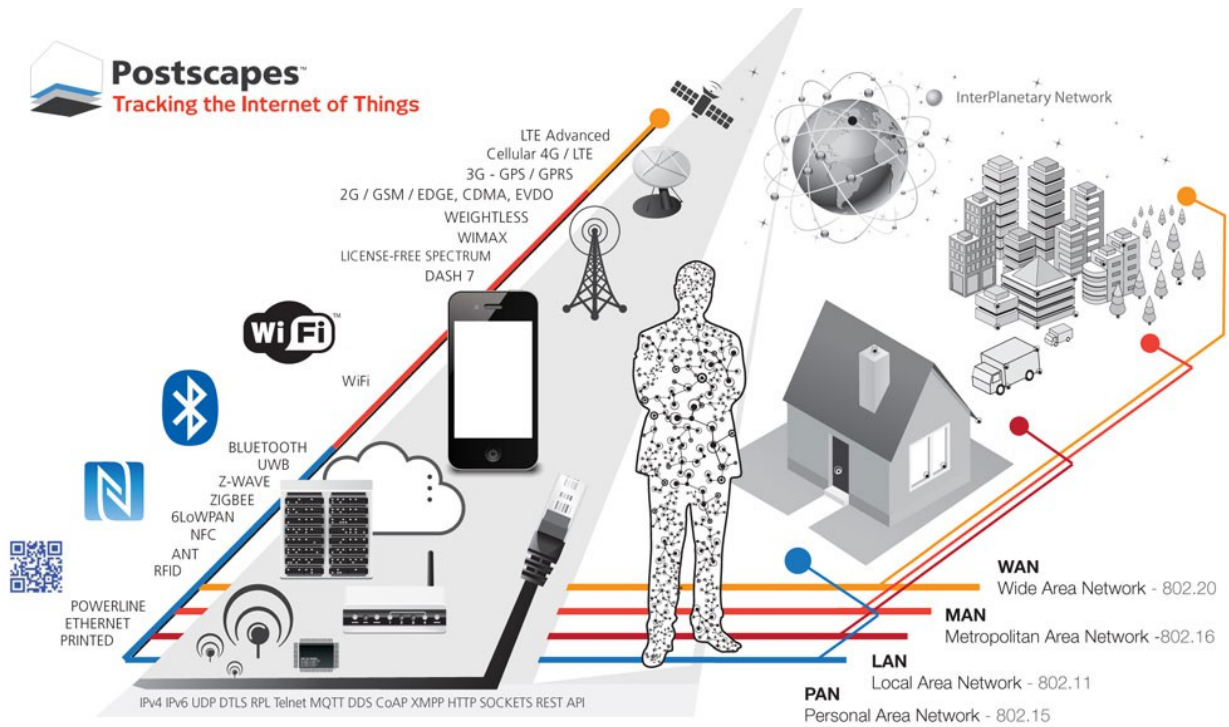 Postscapes™
Tracking the Internet of Things
InterPlanetary Network
LTE Advanced
Cellular 4G / LTE
3G - GPS / GPRS
2G / GSM / EDGE, CDMA, EVDO
WEIGHTLESS
WIMAX
LICENSE-FREE SPECTRUM
DASH 7
WiFi™
WiFi
BLUETOOTH
UWB
Z-WAVE
ZIGBEE
6LoWPAN
NFC
ANT
RFID
POWERLINE
ETHERNET
PRINTED
WAN
Wide Area Network - 802.20
MAN
Metropolitan Area Network -802.16
LAN
Local Area Network - 802.11
PAN
Personal Area Network - 802.15
IPv4 IPv6 UDP DTLS RPL Telnet MQTT DDS CoAP XMPP HTTP SOCKETS REST API